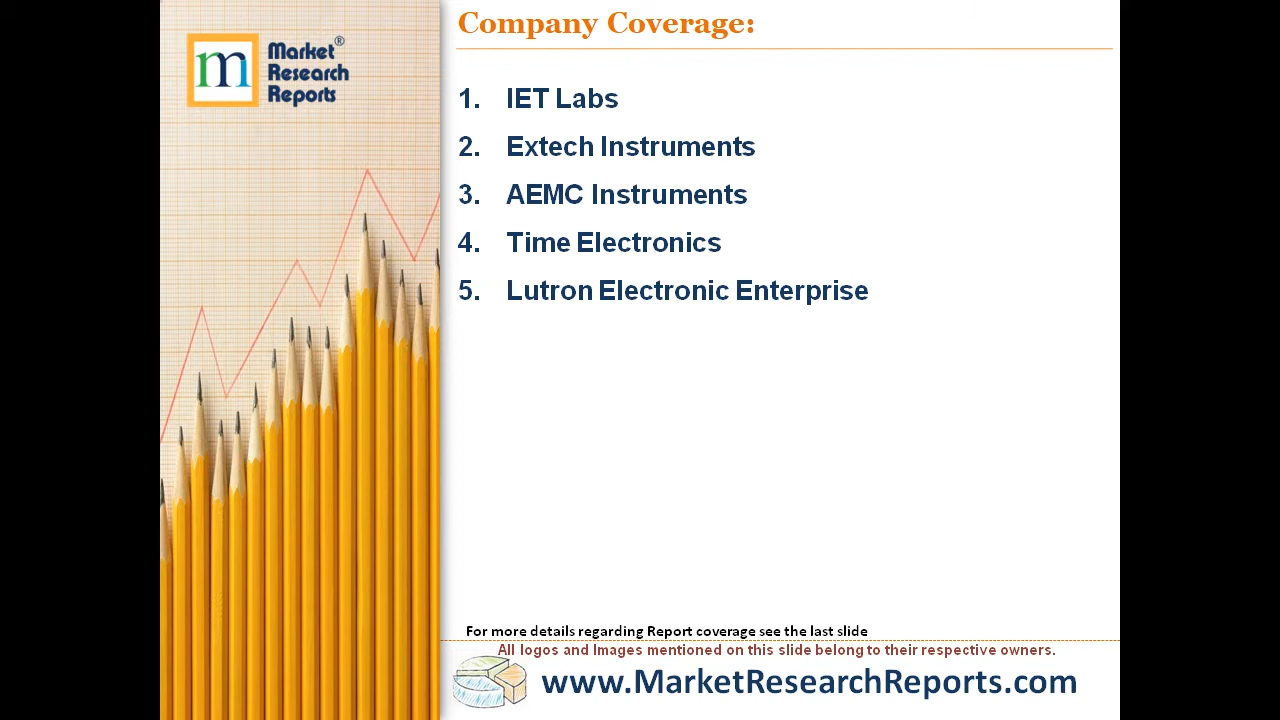 Company Coverage:
m
Market®
Research
Reports
1. IET Labs
2. Extech Instruments
3. AEMC Instruments
4. Time Electronics
5. Lutron Electronic Enterprise
For more details regarding Report coverage see the last slide
All logos and Images mentioned on this slide belong to their respective owners.
www.MarketResearchReports.com